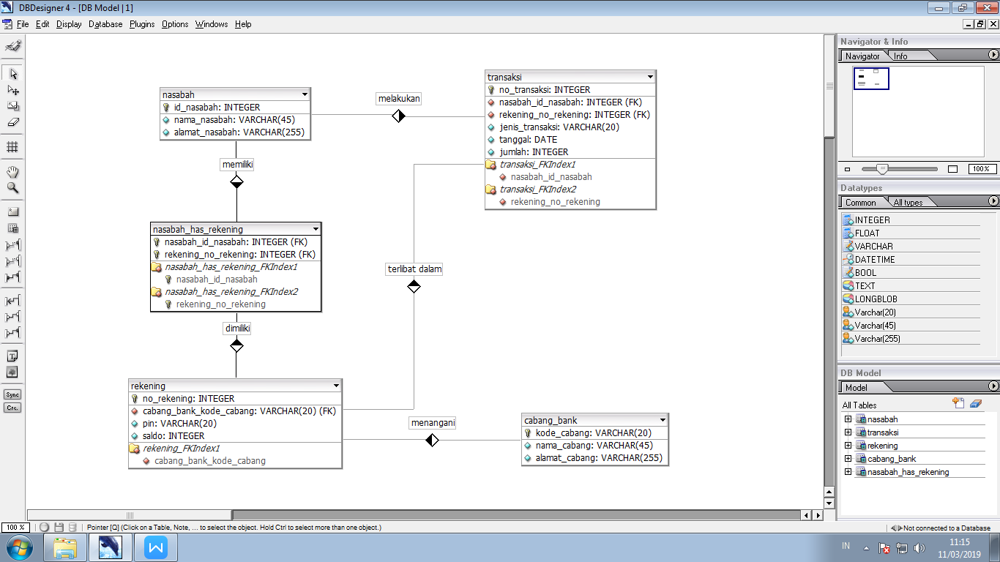 DBDesigner 4 - [DB Model | 1]
File Edit Display Database Plugins Options Windows Help
nasabah
id_nasabah: INTEGER
nama_nasabah: VARCHAR(45)
alamat_nasabah: VARCHAR(255)
melakukan
transaksi
no_transaksi: INTEGER
nasabah_id_nasabah: INTEGER (FK)
rekening_no_rekening: INTEGER (FK)
jenis_transaksi: VARCHAR(20)
tanggal: DATE
jumlah: INTEGER
transaksi_FKIndex1
nasabah_id_nasabah
transaksi_FKIndex2
rekening_no_rekening
memiliki
nasabah_has_rekening
nasabah_id_nasabah: INTEGER (FK)
rekening_no_rekening: INTEGER (FK)
nasabah_has_rekening_FKIndex1
nasabah_id_nasabah
nasabah_has_rekening_FKIndex2
rekening_no_rekening
terlibat dalam
dimiliki
rekening
no_rekening: INTEGER
cabang_bank_kode_cabang: VARCHAR(20) (FK)
pin: VARCHAR(20)
saldo: INTEGER
rekening_FKIndex1
cabang_bank_kode_cabang
menangani
cabang_bank
kode_cabang: VARCHAR(20)
nama_cabang: VARCHAR(45)
alamat_cabang: VARCHAR(255)
Sync
Crc.
Navigator & Info
Navigator Info
100%
Datatypes
Common All types
INTEGER
FLOAT
VARCHAR
DATETIME
BOOL
TEXT
LONGBLOB
Varchar(20)
Varchar(45)
Varchar(255)
DB Model
Model
All Tables
nasabah
transaksi
rekening
cabang_bank
nasabah_has_rekening
100 % Pointer [Q] (Click on a Table, Note, ... to select the object. Hold Ctrl to select more than one object.) Not connected to a Database
IN
11:15
11/03/2019